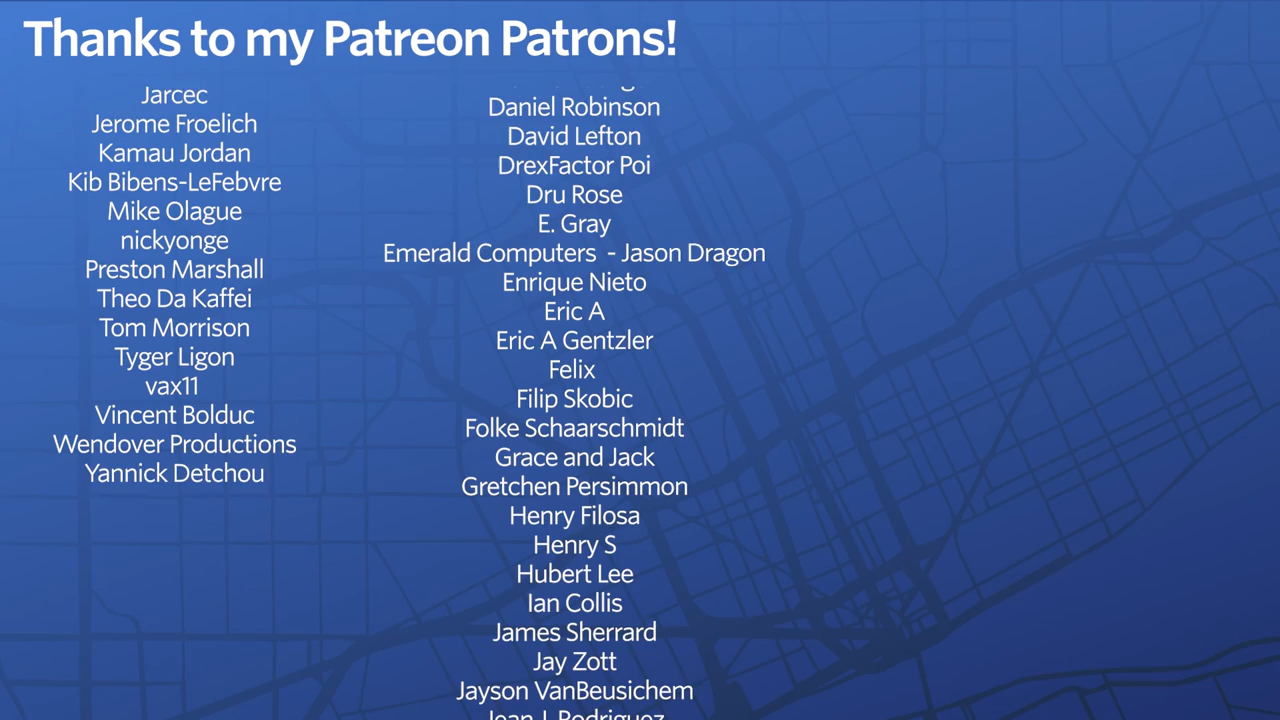 Thanks to my Patreon Patrons!
Jarcec
Jerome Froelich
Kamau Jordan
Kib Bibens-LeFebvre
Mike Olague
nickyonge
Preston Marshall
Theo Da Kaffei
Tom Morrison
Tyger Ligon
vax11
Vincent Bolduc
Wendover Productions
Yannick Detchou
Daniel Robinson
David Lefton
DrexFactor Poi
Dru Rose
E. Gray
Emerald Computers  - Jason Dragon
Enrique Nieto
Eric A
Eric A Gentzler
Felix
Filip Skobic
Folke Schaarschmidt
Grace and Jack
Gretchen Persimmon
Henry Filosa
Henry S
Hubert Lee
Ian Collis
James Sherrard
Jay Zott
Jayson VanBeusichem